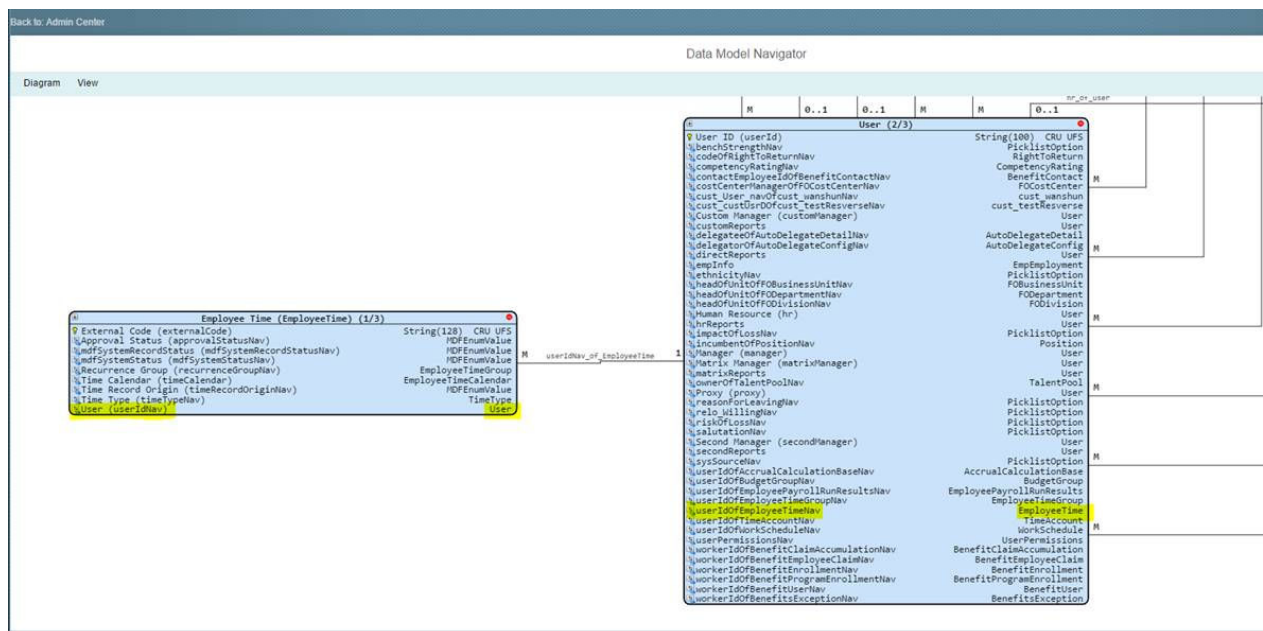 Back to: Admin Center
Data Model Navigator
Diagram View
hr_of_user
M 0..1 0..1 M M 0..1
User (2/3)
User ID (userId) String(100) CRU UFS
benchStrengthNav PicklistOption
codeOfRightToReturnNav RightToReturn
competencyRatingNav CompetencyRating
contactEmployeeIdOfBenefitContactNav BenefitContact M
costCenterManagerOfFOCostCenterNav FOCostCenter
cust_User_navOfcust_wanshunNav cust_wanshun
cust_custUsrDOfcust_testResverseNav cust_testResverse
Custom Manager (customManager) User
customReports User
delegateeOfAutoDelegateDetailNav AutoDelegateDetail
delegatorOfAutoDelegateConfigNav AutoDelegateConfig M
directReports User
empInfo EmpEmployment
ethnicityNav PicklistOption
headOfUnitOfFOBusinessUnitNav FOBusinessUnit
headOfUnitOfFODepartmentNav FODepartment
headOfUnitOfFODivisionNav FODivision
Human Resource (hr) User
hrReports User M
impactOfLossNav PicklistOption
incumbentOfPositionNav Position
Manager (manager) User
Matrix Manager (matrixManager) User
matrixReports User
ownerOfTalentPoolNav TalentPool
Proxy (proxy) User M
reasonForLeavingNav PicklistOption
relo_WillingNav PicklistOption
riskOfLossNav PicklistOption
salutationNav PicklistOption
Second Manager (secondManager) User
secondReports User
sysSourceNav PicklistOption M
userIdOfAccrualCalculationBaseNav AccrualCalculationBase
userIdOfBudgetGroupNav BudgetGroup
userIdOfEmployeePayrollRunResultsNav EmployeePayrollRunResults
userIdOfEmployeeTimeGroupNav EmployeeTimeGroup
userIdOfEmployeeTimeNav EmployeeTime
userIdOfTimeAccountNav TimeAccount
userIdOfWorkScheduleNav WorkSchedule M
userPermissionsNav UserPermissions
workerIdOfBenefitClaimAccumulationNav BenefitClaimAccumulation
workerIdOfBenefitEmployeeClaimNav BenefitEmployeeClaim
workerIdOfBenefitEnrollmentNav BenefitEnrollment
workerIdOfBenefitProgramEnrollmentNav BenefitProgramEnrollment
workerIdOfBenefitUserNav BenefitUser
workerIdOfBenefitsExceptionNav BenefitsException
Employee Time (EmployeeTime) (1/3)
External Code (externalCode) String(128) CRU UFS
Approval Status (approvalStatusNav) MDFEnumValue
mdfSystemRecordStatus (mdfSystemRecordStatusNav) MDFEnumValue
mdfSystemStatus (mdfSystemStatusNav) MDFEnumValue
Recurrence Group (recurrenceGroupNav) EmployeeTimeGroup
Time Calendar (timeCalendar) EmployeeTimeCalendar
Time Record Origin (timeRecordOriginNav) MDFEnumValue
Time Type (timeTypeNav) TimeType
User (userIdNav) User
M userIdNav_of_EmployeeTime 1